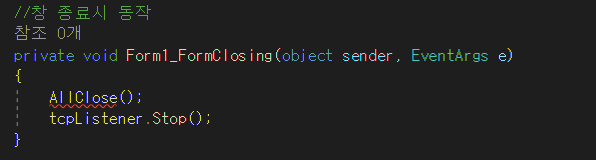 //창 종료시 동작
참조 0개
private void Form1_FormClosing(object sender, EventArgs e)
{
AllClose();
tcpListener.Stop();
}